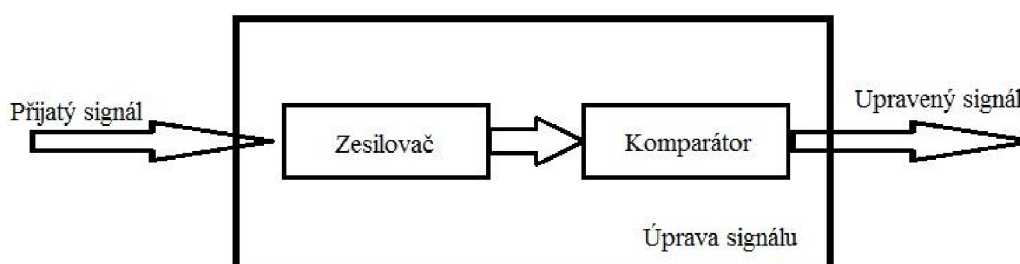 Přijatý signál
Zesilovač
Komparátor
Upravený signál
Úprava signálu